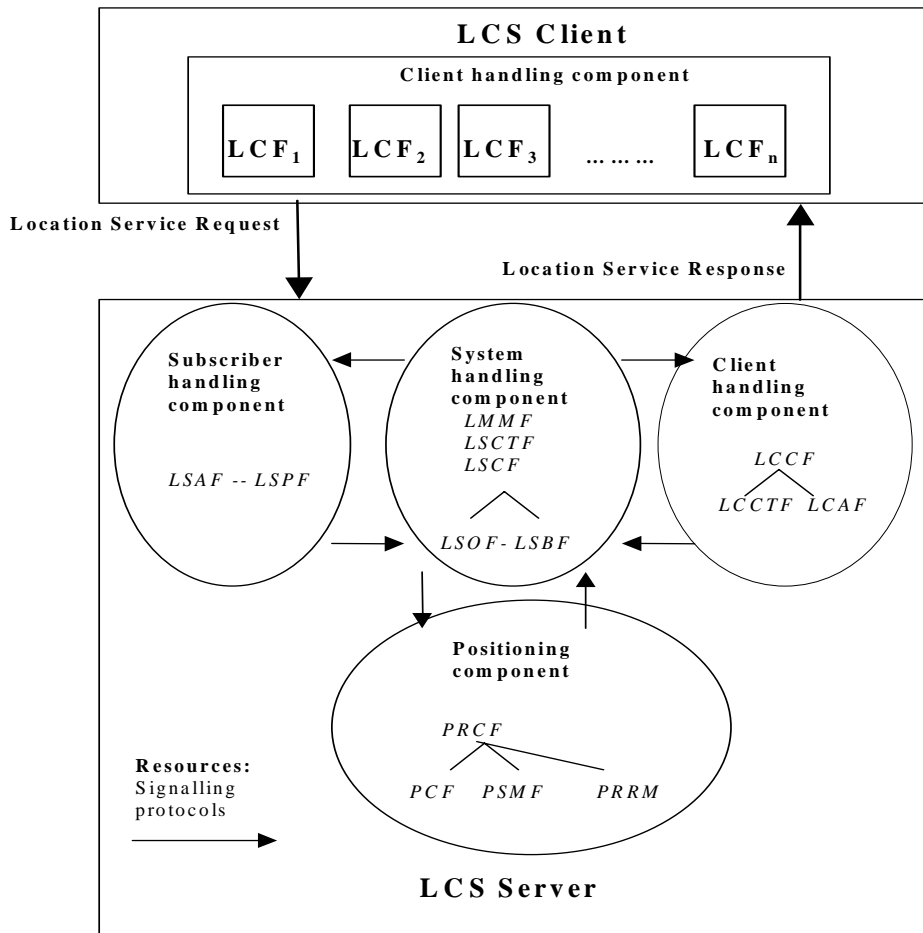 LCS Client
Client handling component
LCF1 LCF2 LCF3 ... ... ... LCFn
Location Service Request
Location Service Response
Subscriber
handling
component
LSAF -- LSPF
System
handling
component
LMMF
LSCTF
LSCF
LSOF- LSBF
Client
handling
component
LCCF
LCCTF LCAF
Positioning
component
PRCF
PCF PSMF PRRM
Resources:
Signalling
protocols
LCS Server